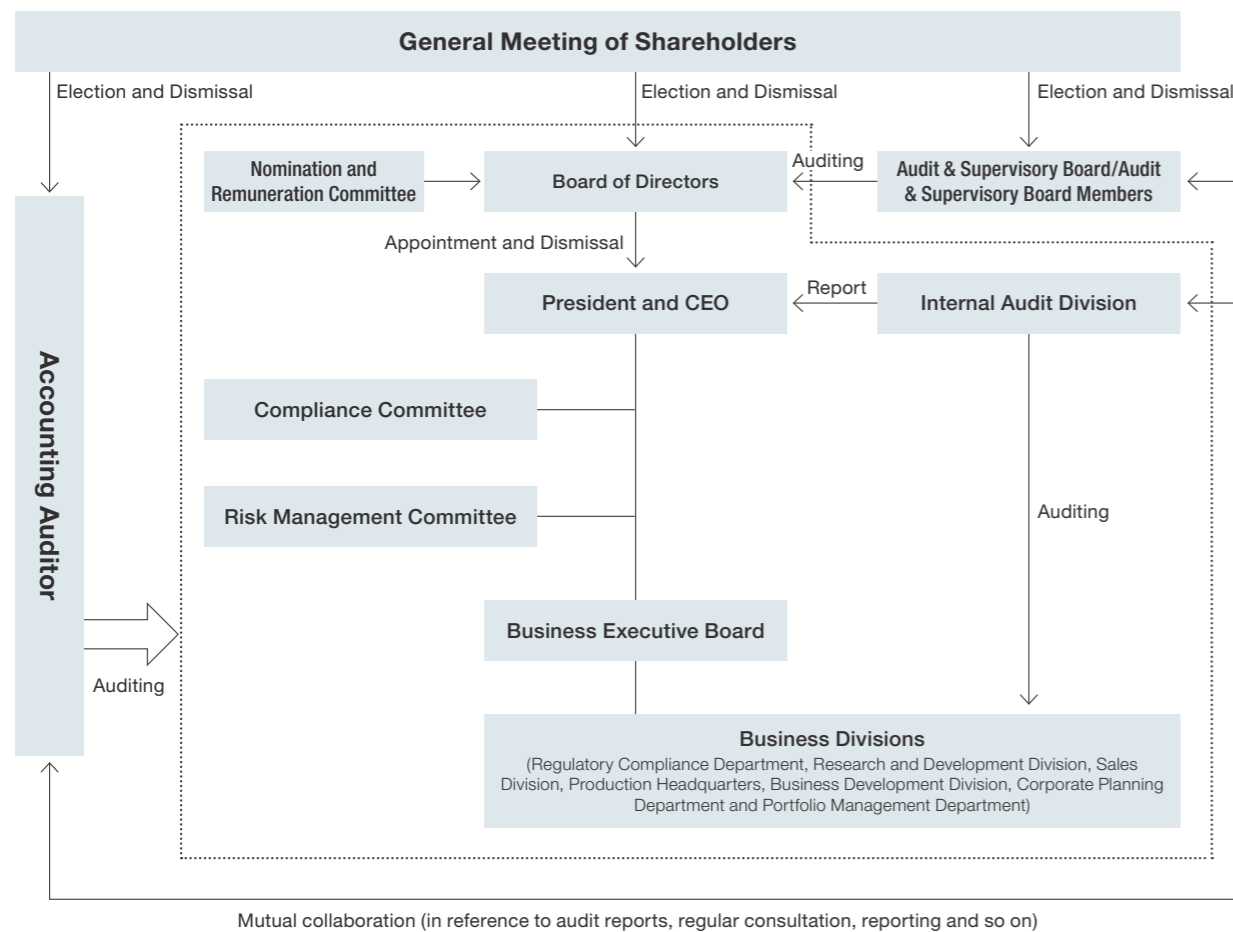 General Meeting of Shareholders
Election and Dismissal
Election and Dismissal
Election and Dismissal
Nomination and
Remuneration Committee
Board of Directors
Auditing
Audit & Supervisory Board/Audit
& Supervisory Board Members
Appointment and Dismissal
President and CEO
Report
Internal Audit Division
Accounting Auditor
Compliance Committee
Risk Management Committee
Auditing
Business Executive Board
Auditing
Business Divisions
(Regulatory Compliance Department, Research and Development Division, Sales
Division, Production Headquarters, Business Development Division, Corporate Planning
Department and Portfolio Management Department)
Mutual collaboration (in reference to audit reports, regular consultation, reporting and so on)